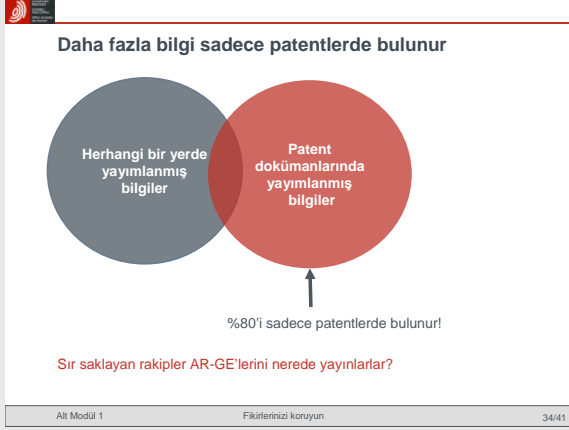 Daha fazla bilgi sadece patentlerde bulunur
Herhangi bir yerde
yayımlanmış
bilgiler
Patent
dokümanlarında
yayımlanmış
bilgiler
%80'i sadece patentlerde bulunur!
Sır saklayan rakipler AR-GE'lerini nerede yayınlarlar?
Alt Modül 1
Fikirlerinizi koruyun
34/41